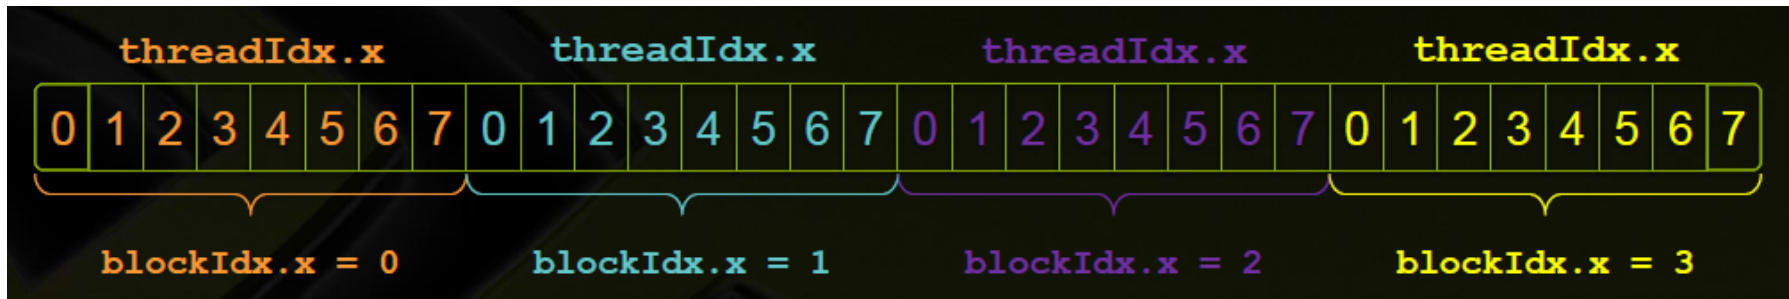 threadIdx.x threadIdx.x threadIdx.x threadIdx.x
0 1 2 3 4 5 6 7 0 1 2 3 4 5 6 7 0 1 2 3 4 5 6 7 0 1 2 3 4 5 6 7
blockIdx.x = 0 blockIdx.x = 1 blockIdx.x = 2 blockIdx.x = 3